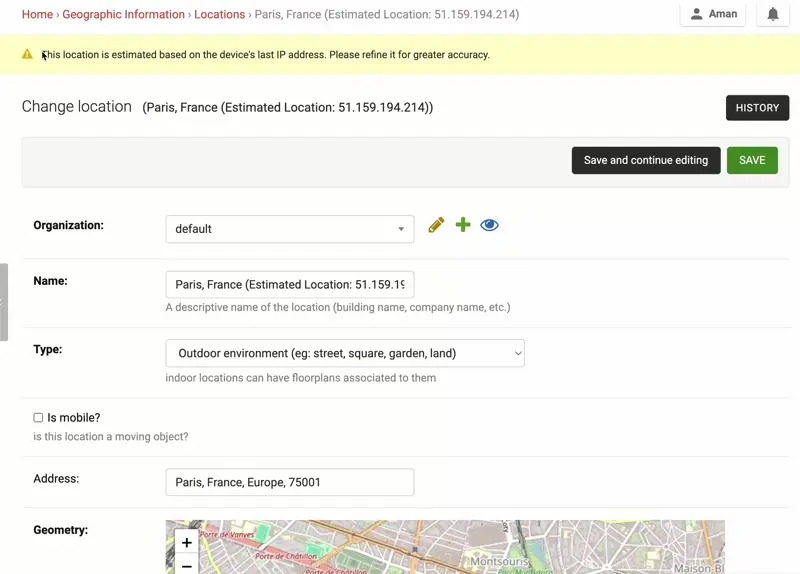 Home › Geographic Information › Locations › Paris, France (Estimated Location: 51.159.194.214)
Aman
This location is estimated based on the device's last IP address. Please refine it for greater accuracy.
Change location (Paris, France (Estimated Location: 51.159.194.214))
HISTORY
Save and continue editing
SAVE
Organization:
default
Name:
Paris, France (Estimated Location: 51.159.19
A descriptive name of the location (building name, company name, etc.)
Type:
Outdoor environment (eg: street, square, garden, land)
indoor locations can have floorplans associated to them
Is mobile?
is this location a moving object?
Address:
Paris, France, Europe, 75001
Geometry:
+
−
Porte de Vanves
Porte de Châtillon
Porte de Châtillon
Montsouris
Parc Montsouris
Maison-Bl